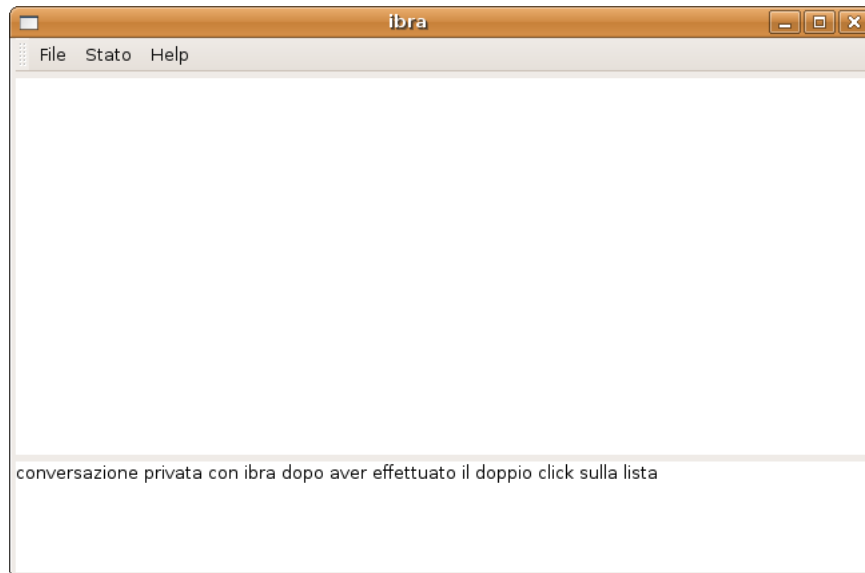 ibra
File Stato Help
conversazione privata con ibra dopo aver effettuato il doppio click sulla lista